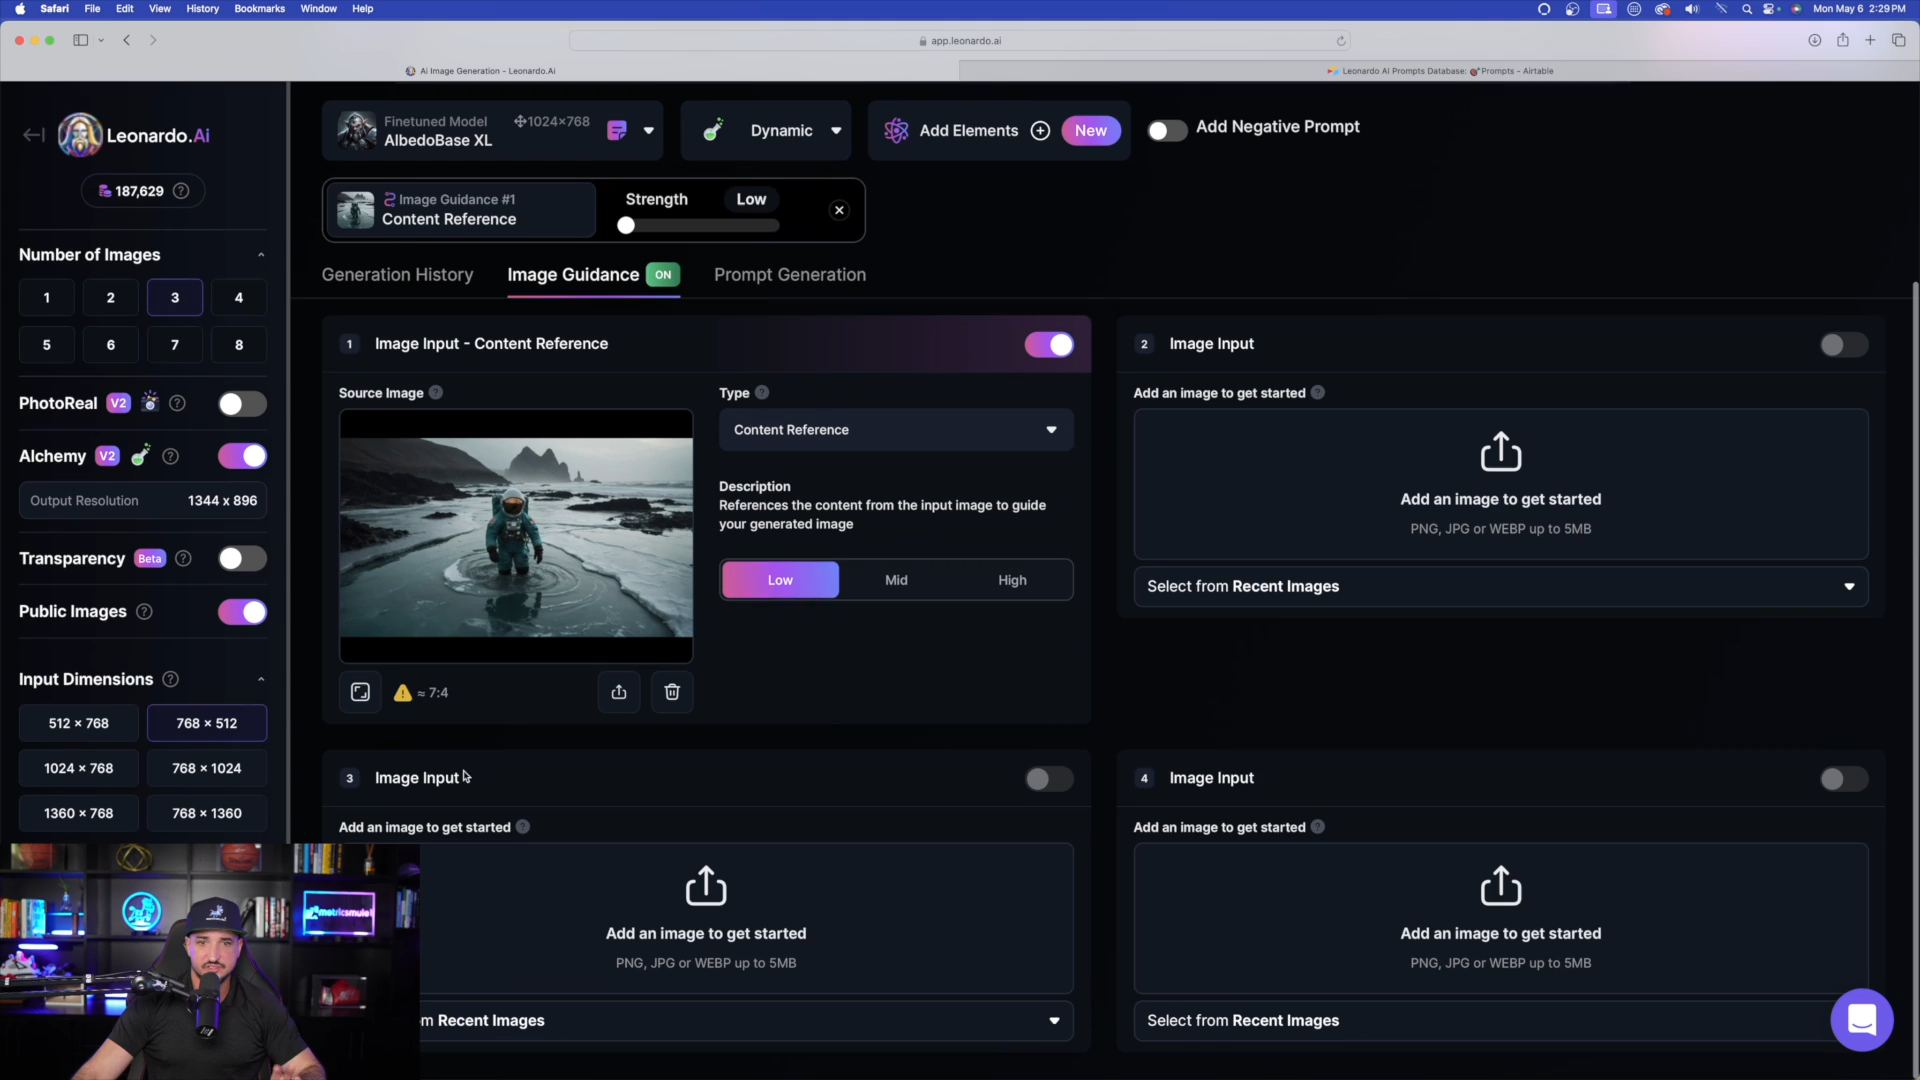 Safari File Edit View History Bookmarks Window Help
Mon May 6 2:29 PM
app.leonardo.ai
Ai Image Generation - Leonardo.Ai
Leonardo AI Prompts Database: Prompts - Airtable
Leonardo.Ai
187,629
Finetuned Model
AlbedoBase XL
1024×768
Dynamic
Add Elements
New
Add Negative Prompt
Image Guidance #1
Content Reference
Strength
Low
Generation History
Image Guidance
ON
Prompt Generation
Number of Images
1 2 3 4
5 6 7 8
PhotoReal V2
Alchemy V2
Output Resolution 1344 x 896
Transparency Beta
Public Images
Input Dimensions
512 × 768
768 × 512
1024 × 768
768 × 1024
1360 × 768
768 × 1360
1 Image Input - Content Reference
Source Image
≈ 7:4
Type
Content Reference
Description
References the content from the input image to guide
your generated image
Low
Mid
High
2 Image Input
Add an image to get started
Add an image to get started
PNG, JPG or WEBP up to 5MB
Select from Recent Images
3 Image Input
Add an image to get started
Add an image to get started
PNG, JPG or WEBP up to 5MB
m Recent Images
4 Image Input
Add an image to get started
Add an image to get started
PNG, JPG or WEBP up to 5MB
Select from Recent Images
metricsmule